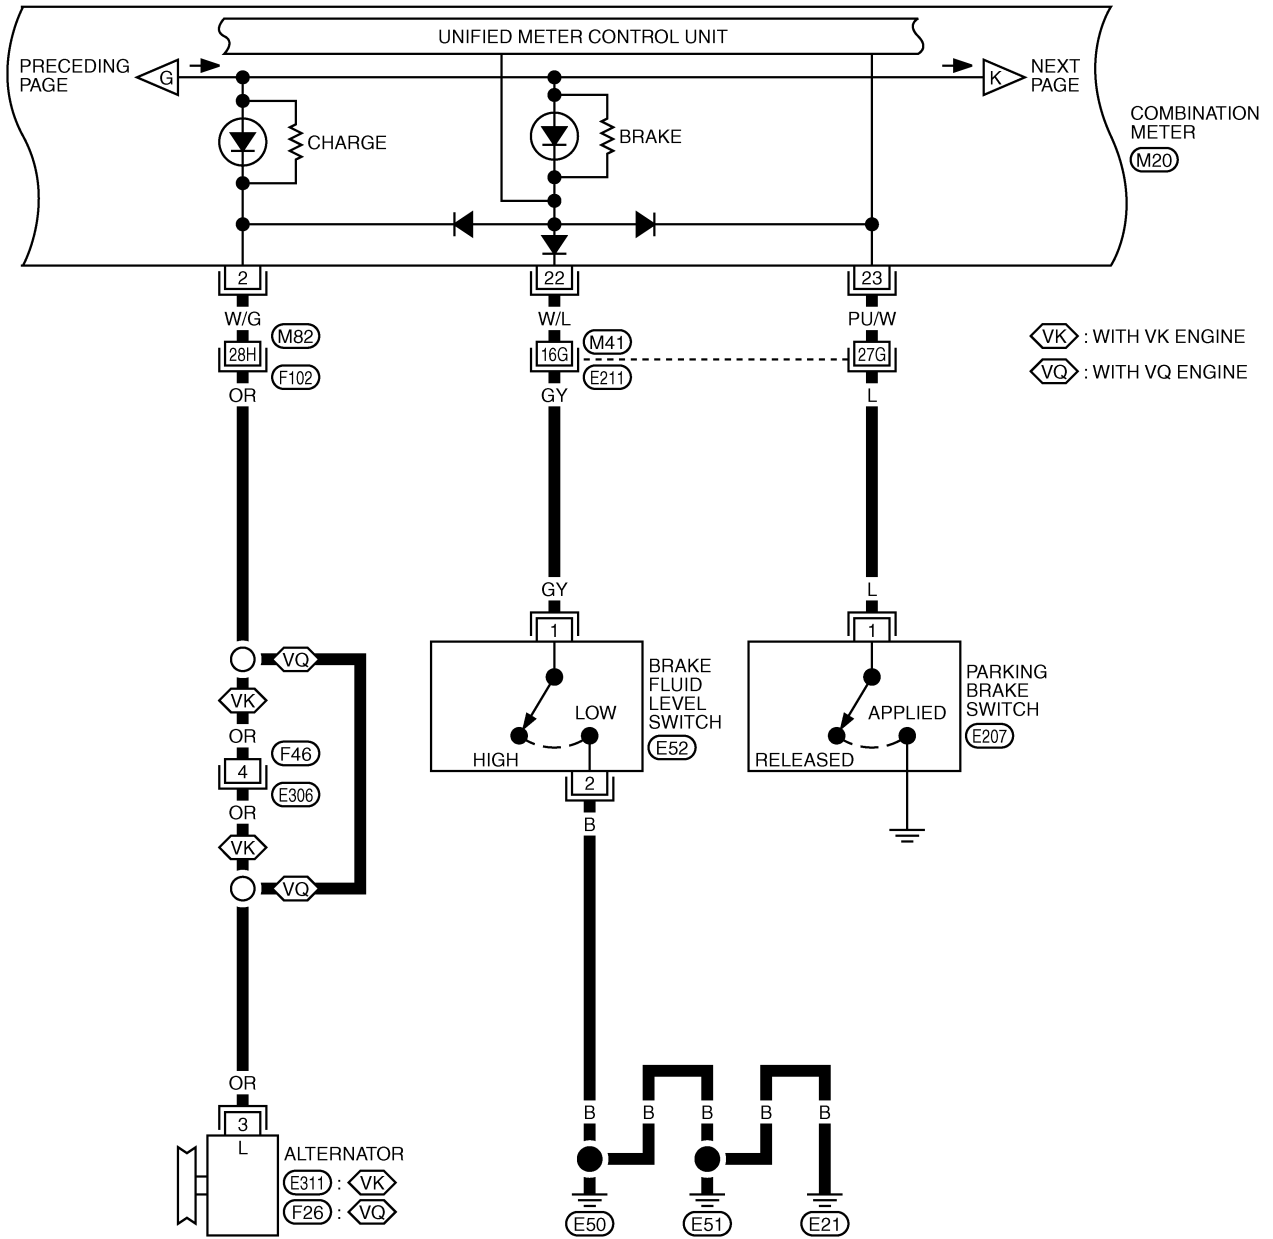 UNIFIED METER CONTROL UNIT
PRECEDING
PAGE
G
K
NEXT
PAGE
CHARGE
BRAKE
COMBINATION
METER
M20
2
22
23
W/G
W/L
PU/W
M82
M41
28H
16G
27G
F102
E211
OR
GY
L
VK : WITH VK ENGINE
VQ : WITH VQ ENGINE
GY
L
1
1
BRAKE
FLUID
LEVEL
SWITCH
E52
LOW
HIGH
PARKING
BRAKE
SWITCH
E207
APPLIED
RELEASED
VQ
VK
OR
F46
4
E306
OR
VK
VQ
2
B
OR
3
L
ALTERNATOR
E311 : VK
F26 : VQ
B
B
B
B
B
E50
E51
E21